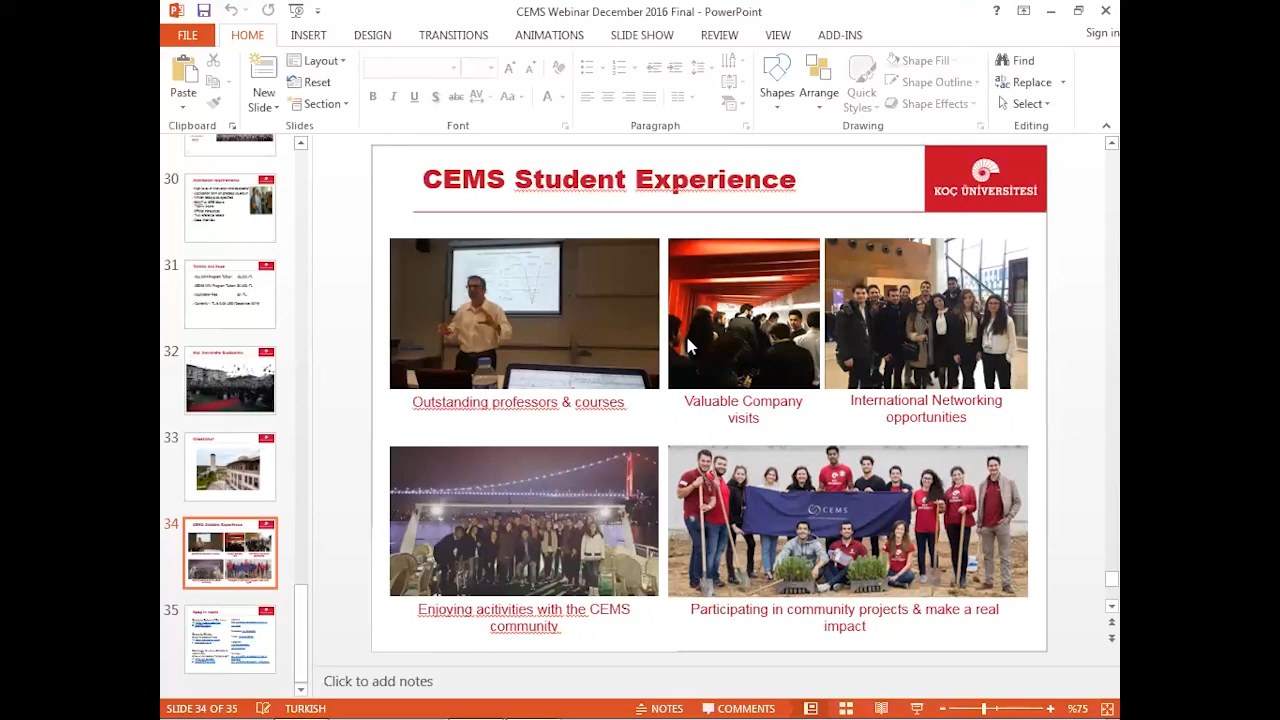 CEMS Webinar December 2016 Final - PowerPoint
Sign in
FILE
HOME
INSERT
DESIGN
TRANSITIONS
ANIMATIONS
SLIDE SHOW
REVIEW
VIEW
ADD-INS
Paste
New
Slide
Layout
Reset
Section
Shapes
Arrange
Quick
Styles
Shape Fill
Shape Outline
Shape Effects
Find
Replace
Select
Clipboard
Slides
Font
Paragraph
Drawing
Editing
30
31
32
33
34
CEMS Student Experience
35
CEMS Student Experience
KOÇ ÜNİVERSİTESİ
Outstanding professors & courses
Valuable Company
visits
International Networking
opportunities
CEMS
Enjoying acitivities with the CEMS
community
Participating in community projects & make a real
impact
Click to add notes
SLIDE 34 OF 35
TURKISH
NOTES
COMMENTS
%75